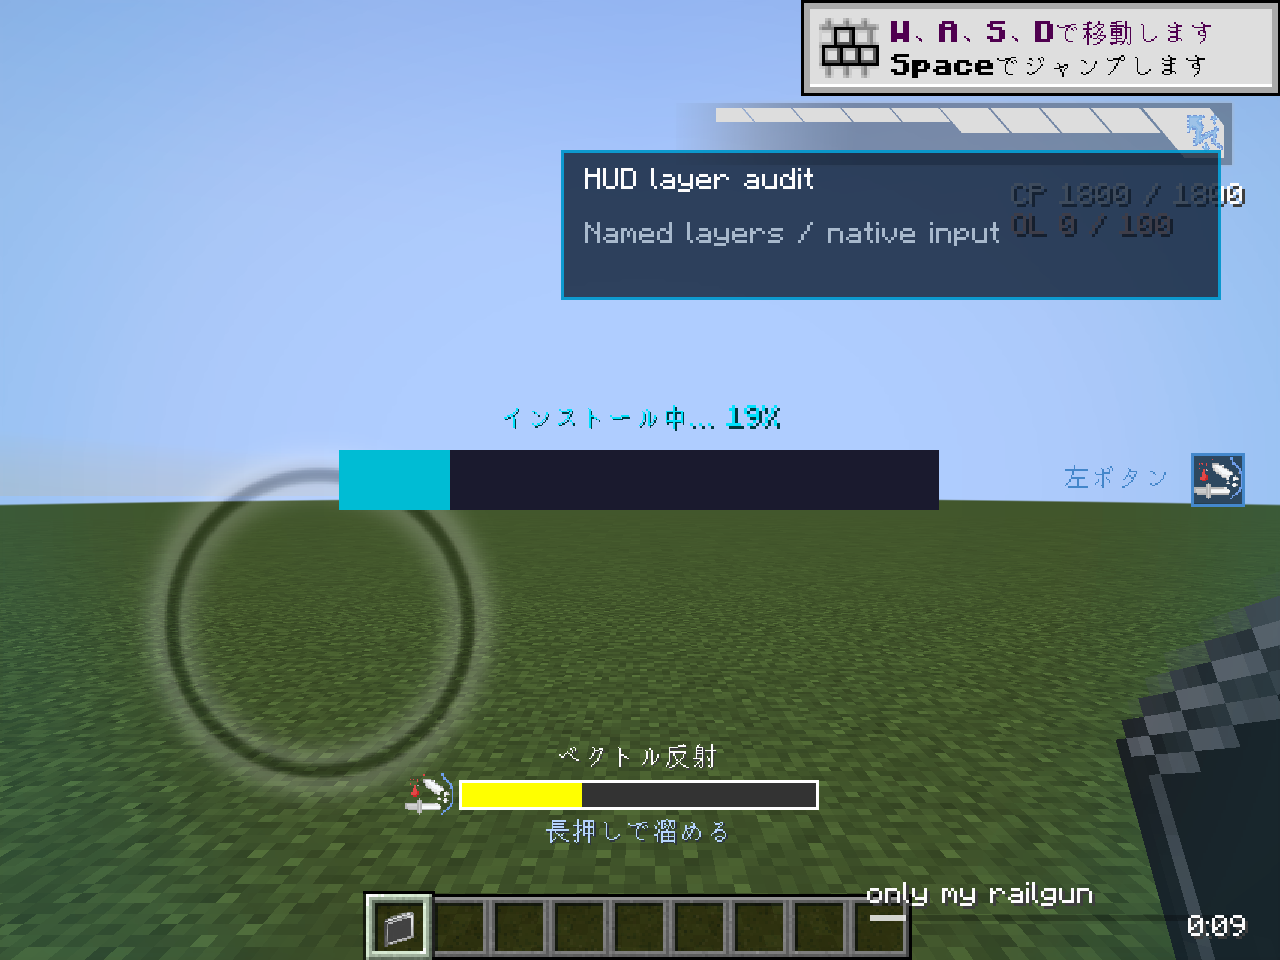 W、A、S、Dで移動します
Spaceでジャンプします
HUD layer audit
CP 1800 / 1800
Named layers / native input
OL 0 / 100
インストール中... 19%
左ボタン
ベクトル反射
長押しで溜める
only my railgun
0:09